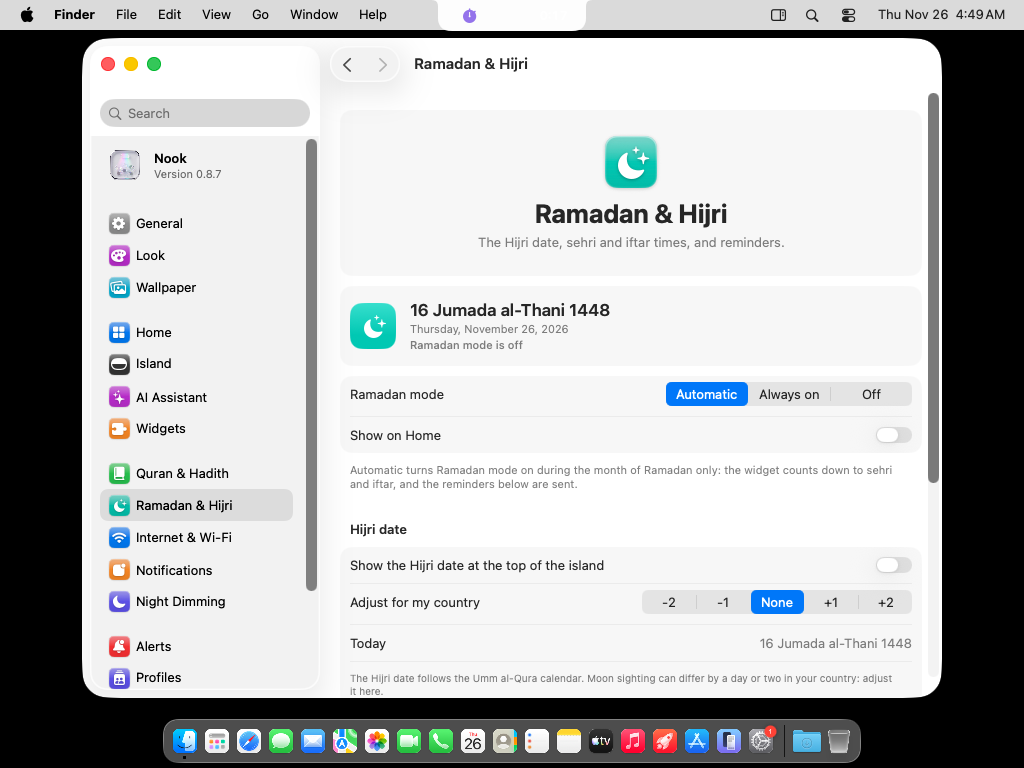 Finder File Edit View Go Window Help Thu Nov 26 4:49 AM
Ramadan & Hijri
Search
Nook
Version 0.8.7
General
Look
Wallpaper
Home
Island
AI Assistant
Widgets
Quran & Hadith
Ramadan & Hijri
Internet & Wi-Fi
Notifications
Night Dimming
Alerts
Profiles
Ramadan & Hijri
The Hijri date, sehri and iftar times, and reminders.
16 Jumada al-Thani 1448
Thursday, November 26, 2026
Ramadan mode is off
Ramadan mode Automatic Always on Off
Show on Home
Automatic turns Ramadan mode on during the month of Ramadan only: the widget counts down to sehri
and iftar, and the reminders below are sent.
Hijri date
Show the Hijri date at the top of the island
Adjust for my country -2 -1 None +1 +2
Today 16 Jumada al-Thani 1448
The Hijri date follows the Umm al-Qura calendar. Moon sighting can differ by a day or two in your country: adjust
it here.
Thu
26
tv
1